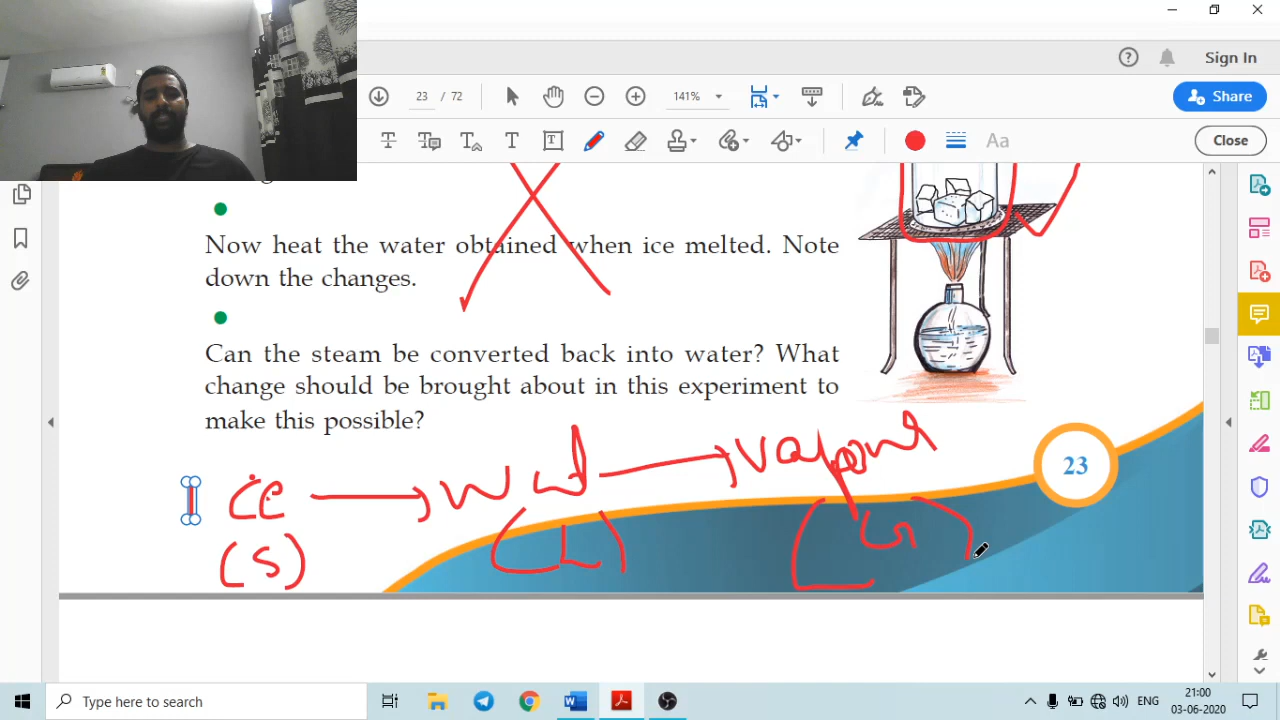 Sign In
23 / 72
141%
Share
T T T T T Aa
Close
Now heat the water obtained when ice melted. Note
down the changes.
Can the steam be converted back into water? What
change should be brought about in this experiment to
make this possible?
23
Ice → Wat → Vapour
(S) (L) (G)
Type here to search
ENG
21:00
03-06-2020